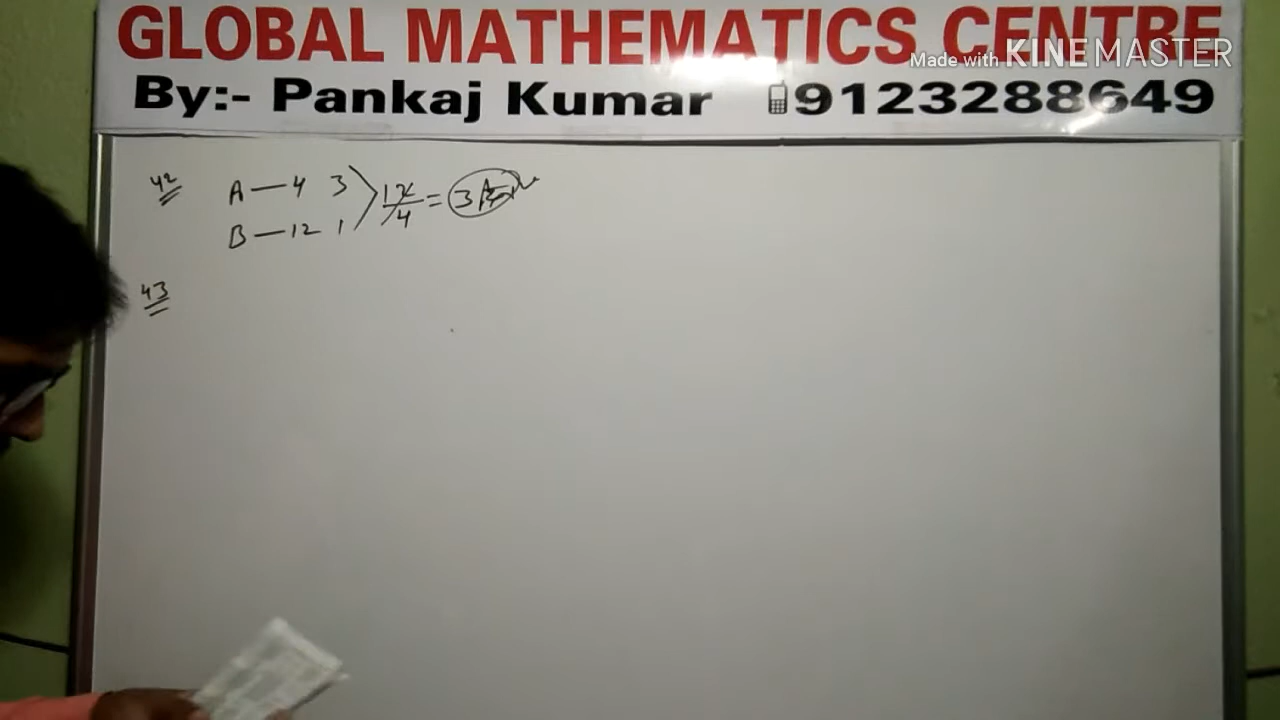 GLOBAL MATHEMATICS CENTRE
Made with KINEMASTER
By:- Pankaj Kumar 9123288649
42 A — 4 3
12/4 = 3
B — 12 1
43